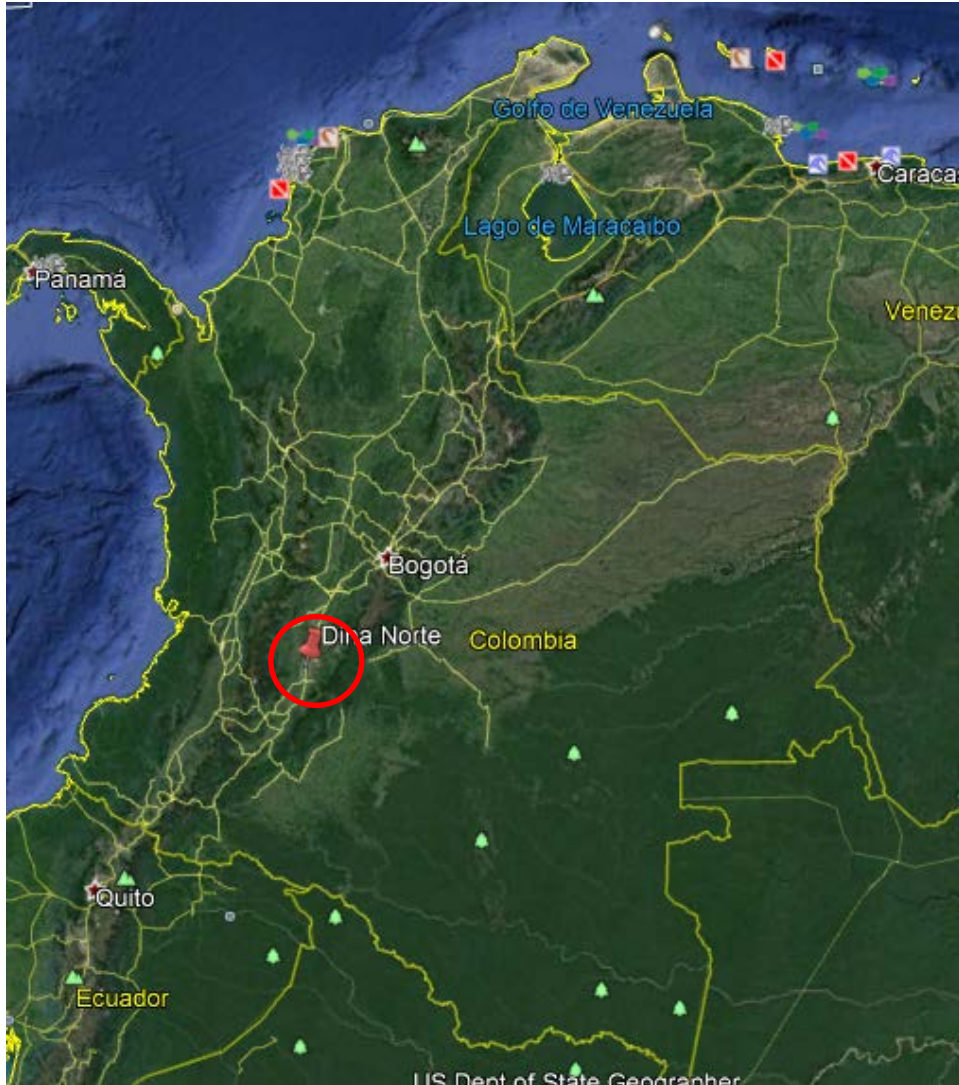 Golfo de Venezuela
Caracas
Lago de Maracaibo
Panamá
Bogotá
Dina Norte
Colombia
Quito
Ecuador
US Dept of State Geographer